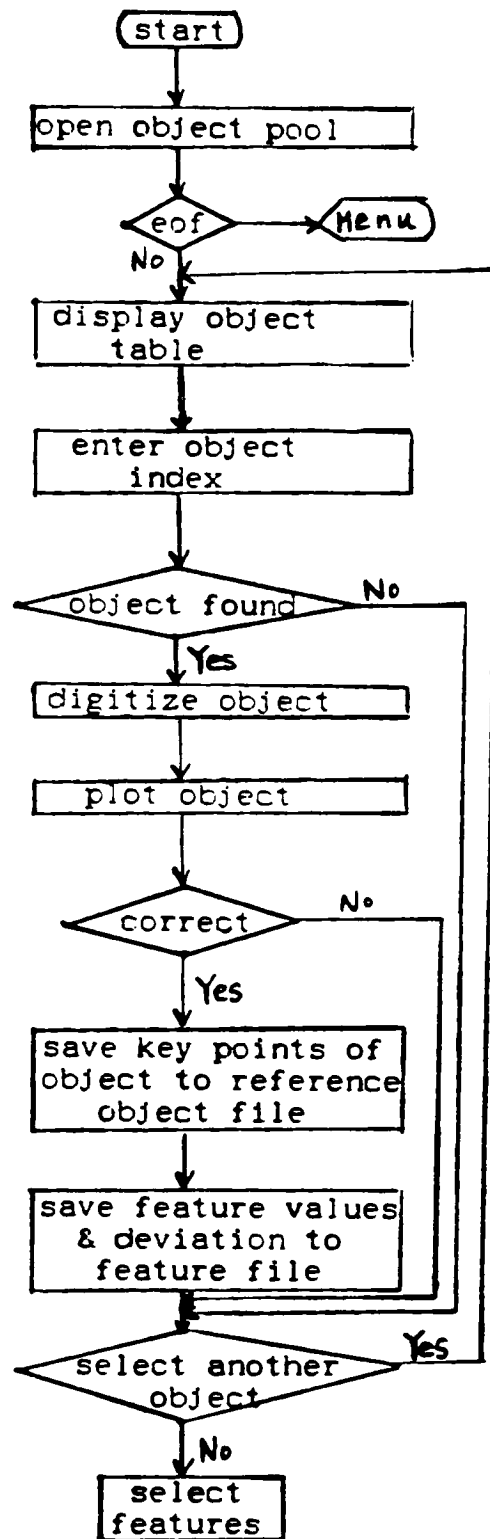 start
open object pool
eof
Menu
No
display object
table
enter object
index
object found
No
Yes
digitize object
plot object
correct
No
Yes
save key points of
object to reference
object file
save feature values
& deviation to
feature file
select another
object
Yes
No
select
features